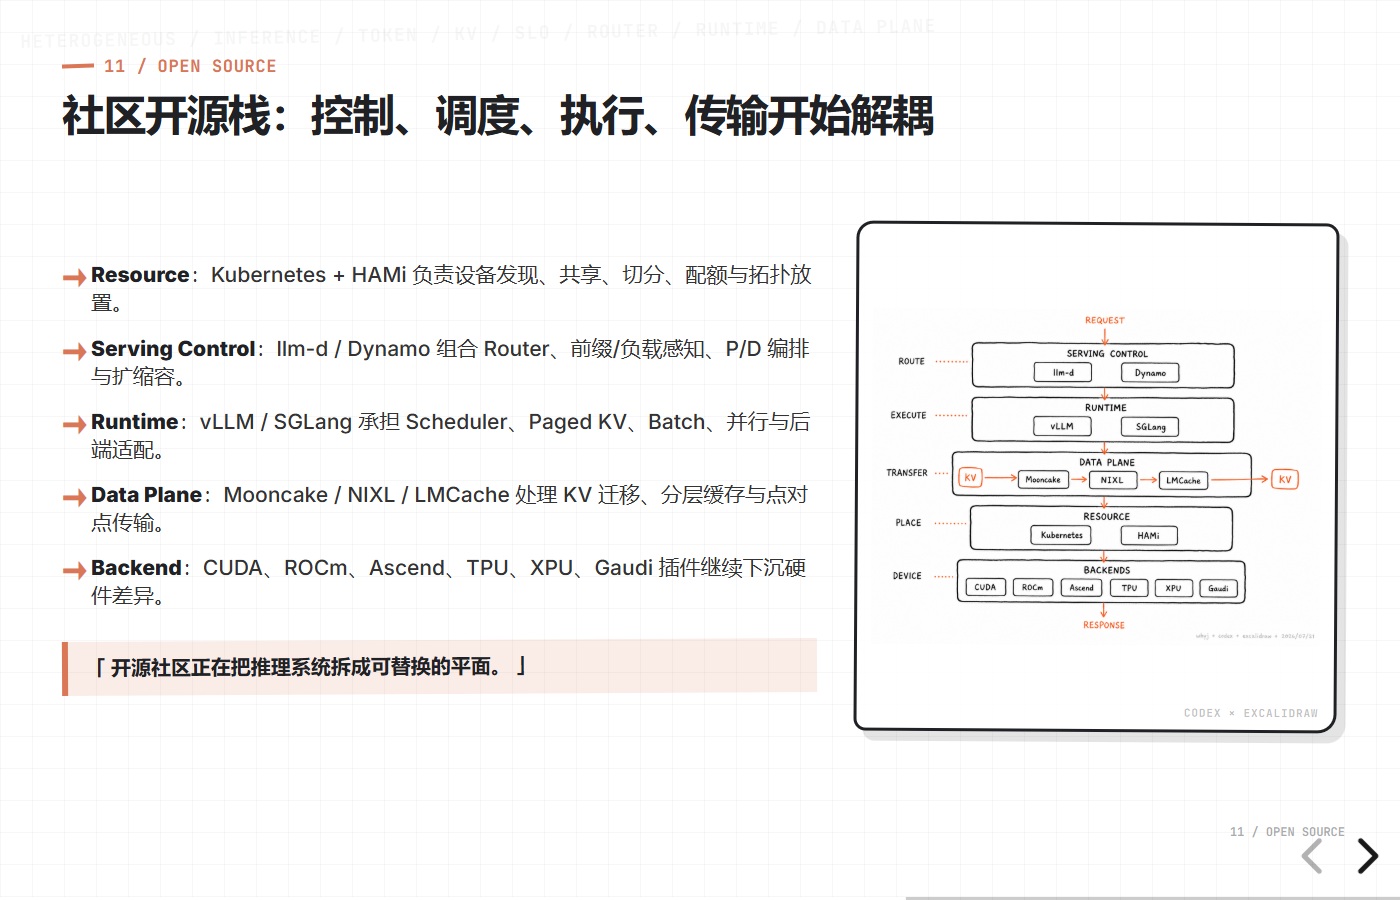 HETEROGENEOUS / INFERENCE / TOKEN / KV / SLO / ROUTER / RUNTIME / DATA PLANE
11 / OPEN SOURCE
社区开源栈：控制、调度、执行、传输开始解耦
Resource：Kubernetes + HAMi 负责设备发现、共享、切分、配额与拓扑放
置。
Serving Control：llm-d / Dynamo 组合 Router、前缀/负载感知、P/D 编排
与扩缩容。
Runtime：vLLM / SGLang 承担 Scheduler、Paged KV、Batch、并行与后
端适配。
Data Plane：Mooncake / NIXL / LMCache 处理 KV 迁移、分层缓存与点对
点传输。
Backend：CUDA、ROCm、Ascend、TPU、XPU、Gaudi 插件继续下沉硬
件差异。
「 开源社区正在把推理系统拆成可替换的平面。 」
REQUEST
ROUTE
SERVING CONTROL
llm-d Dynamo
EXECUTE
RUNTIME
vLLM SGLang
TRANSFER
DATA PLANE
KV Mooncake NIXL LMCache KV
PLACE
RESOURCE
Kubernetes HAMi
DEVICE
BACKENDS
CUDA ROCm Ascend TPU XPU Gaudi
RESPONSE
CODEX × EXCALIDRAW
11 / OPEN SOURCE